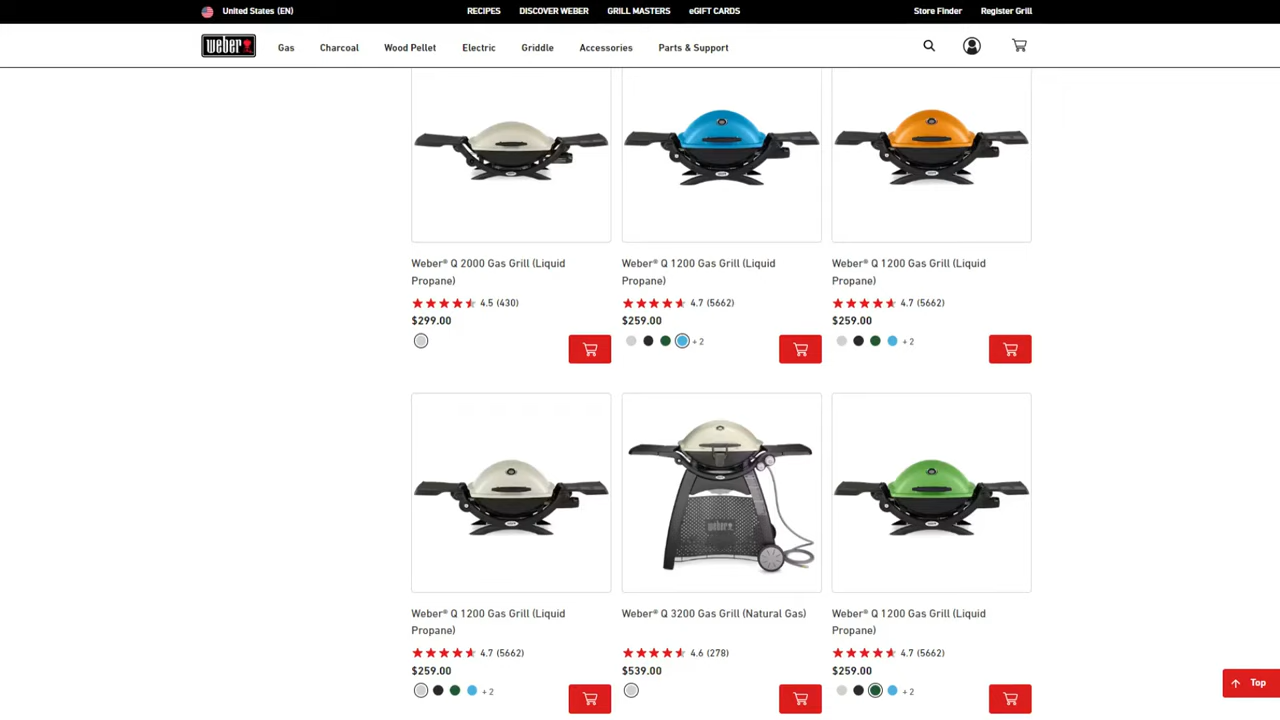 United States (EN)
RECIPES
DISCOVER WEBER
GRILL MASTERS
eGIFT CARDS
Store Finder
Register Grill
weber
Gas
Charcoal
Wood Pellet
Electric
Griddle
Accessories
Parts & Support
Weber® Q 2000 Gas Grill (Liquid
Propane)
4.5 (430)
$299.00
Weber® Q 1200 Gas Grill (Liquid
Propane)
4.7 (5662)
$259.00
+ 2
Weber® Q 1200 Gas Grill (Liquid
Propane)
4.7 (5662)
$259.00
+ 2
weber
Weber® Q 1200 Gas Grill (Liquid
Propane)
4.7 (5662)
$259.00
+ 2
Weber® Q 3200 Gas Grill (Natural Gas)
4.6 (278)
$539.00
Weber® Q 1200 Gas Grill (Liquid
Propane)
4.7 (5662)
$259.00
+ 2
Top